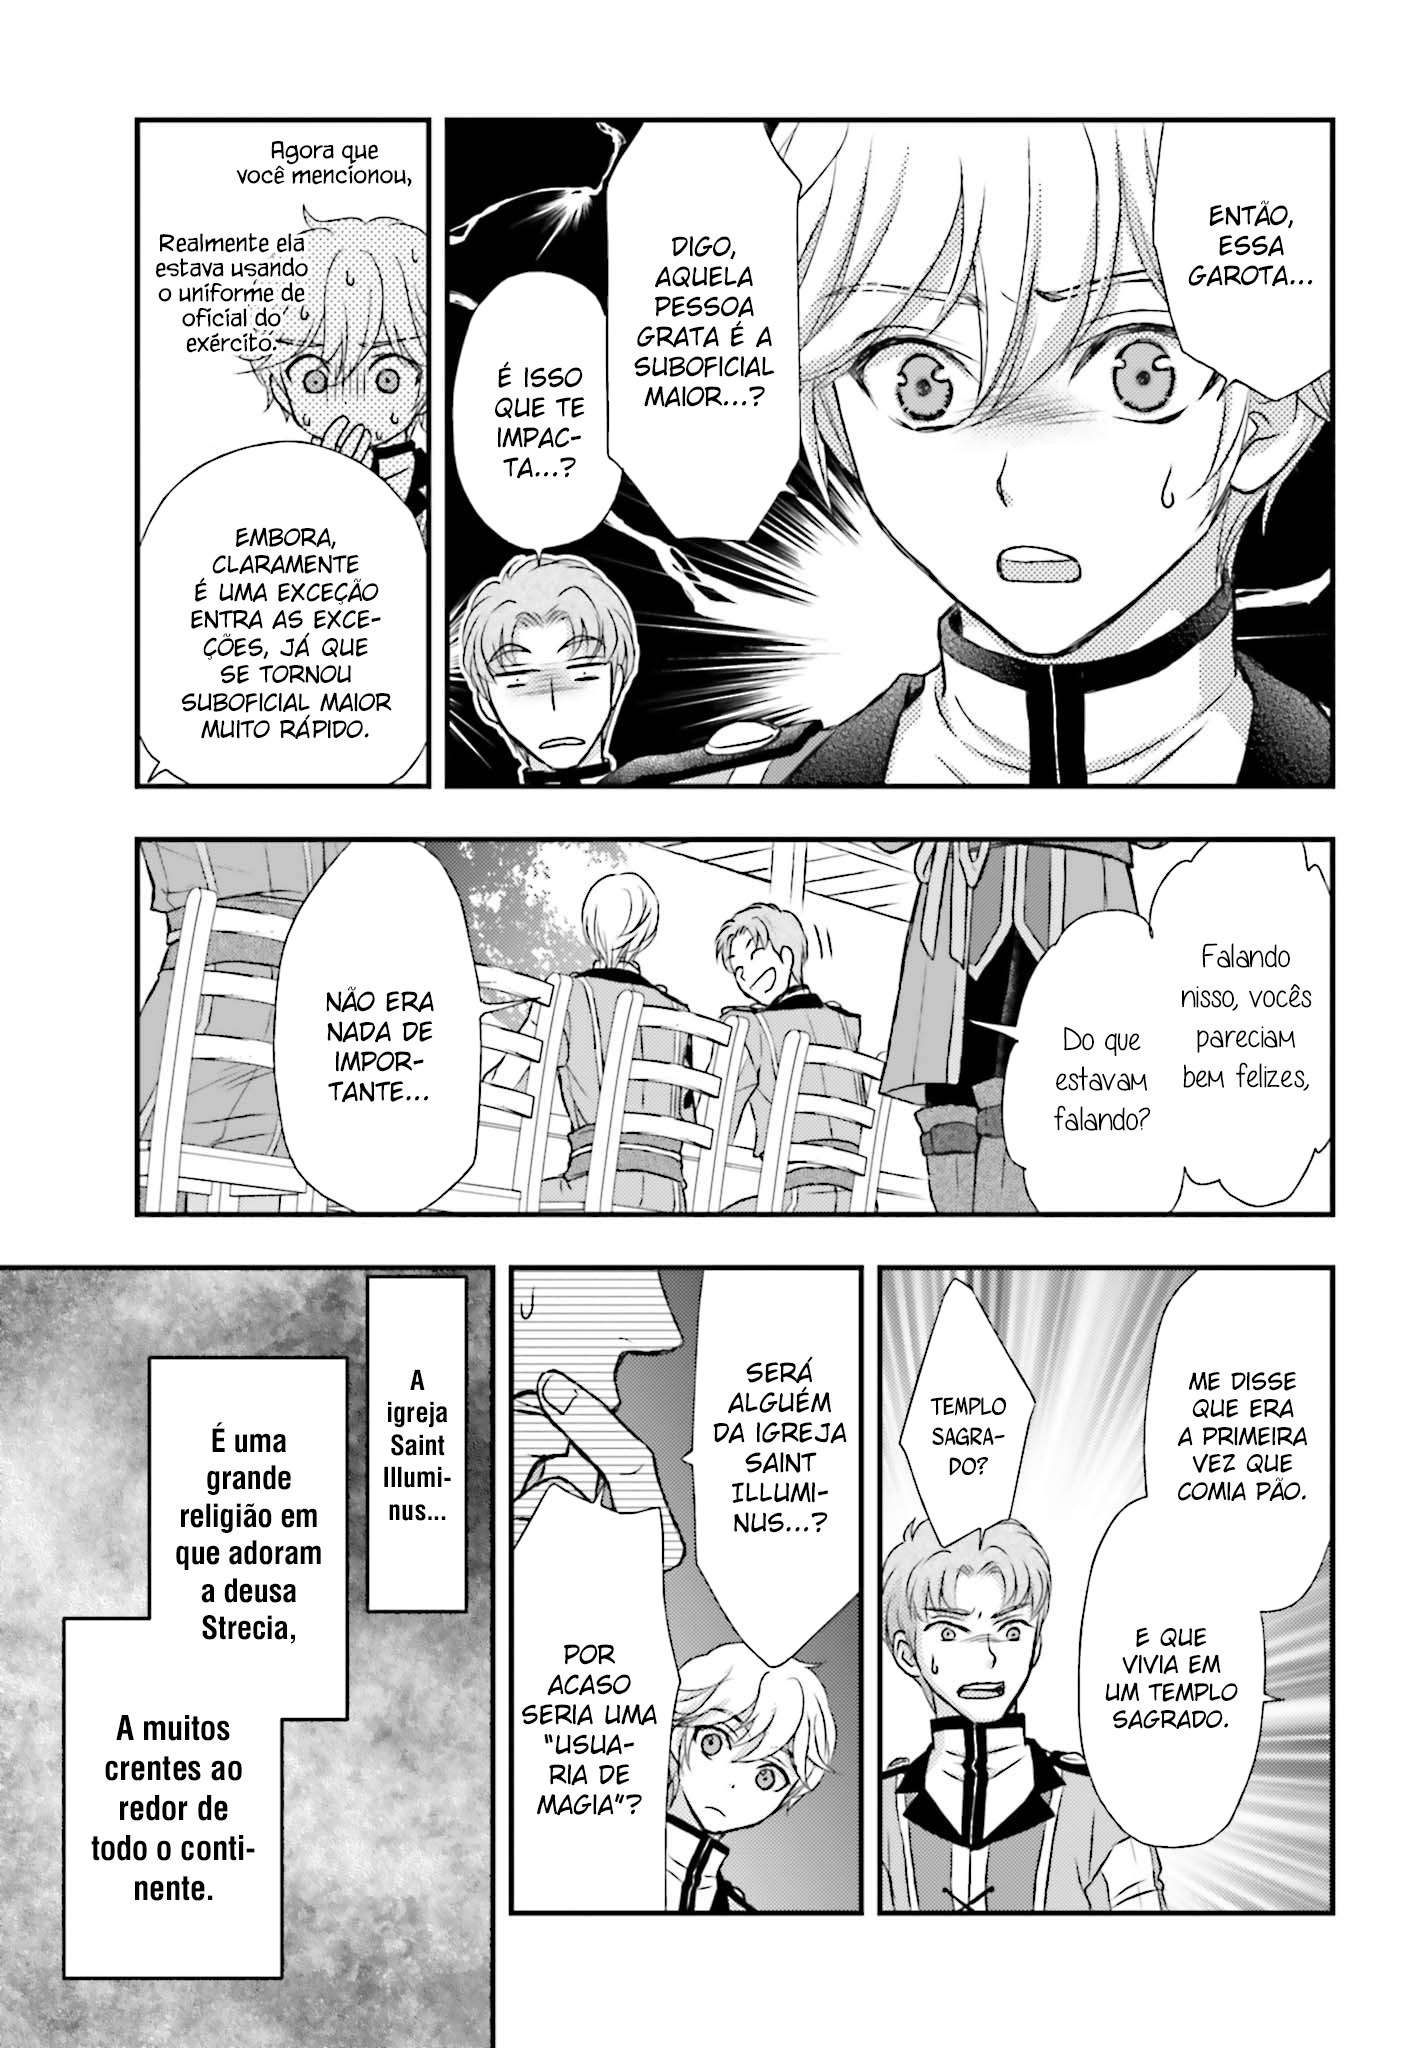 ENTÃO,
ESSA
GAROTA...
DIGO,
AQUELA
PESSOA
GRATA É A
SUBOFICIAL
MAIOR...?
É ISSO
QUE TE
IMPAC-
TA...?
Agora que
você mencionou,
Realmente ela
estava usando
o uniforme de
oficial do
exército.
EMBORA,
CLARAMENTE
É UMA EXCEÇÃO
ENTRA AS EXCE-
ÇÕES, JÁ QUE
SE TORNOU
SUBOFICIAL MAIOR
MUITO RÁPIDO.
Falando
nisso, vocês
pareciam
bem felizes,
Do que
estavam
falando?
NÃO ERA
NADA DE
IMPOR-
TANTE...
ME DISSE
QUE ERA
A PRIMEIRA
VEZ QUE
COMIA PÃO.
E QUE
VIVIA EM
UM TEMPLO
SAGRADO.
TEMPLO
SAGRA-
DO?
SERÁ
ALGUÉM
DA IGREJA
SAINT
ILLUMI-
NUS...?
POR
ACASO
SERIA UMA
"USUA-
RIA DE
MAGIA"?
A
igreja
Saint
Illumi-
nus...
É uma
grande
religião em
que adoram
a deusa
Strecia,
A muitos
crentes ao
redor de
todo o conti-
nente.